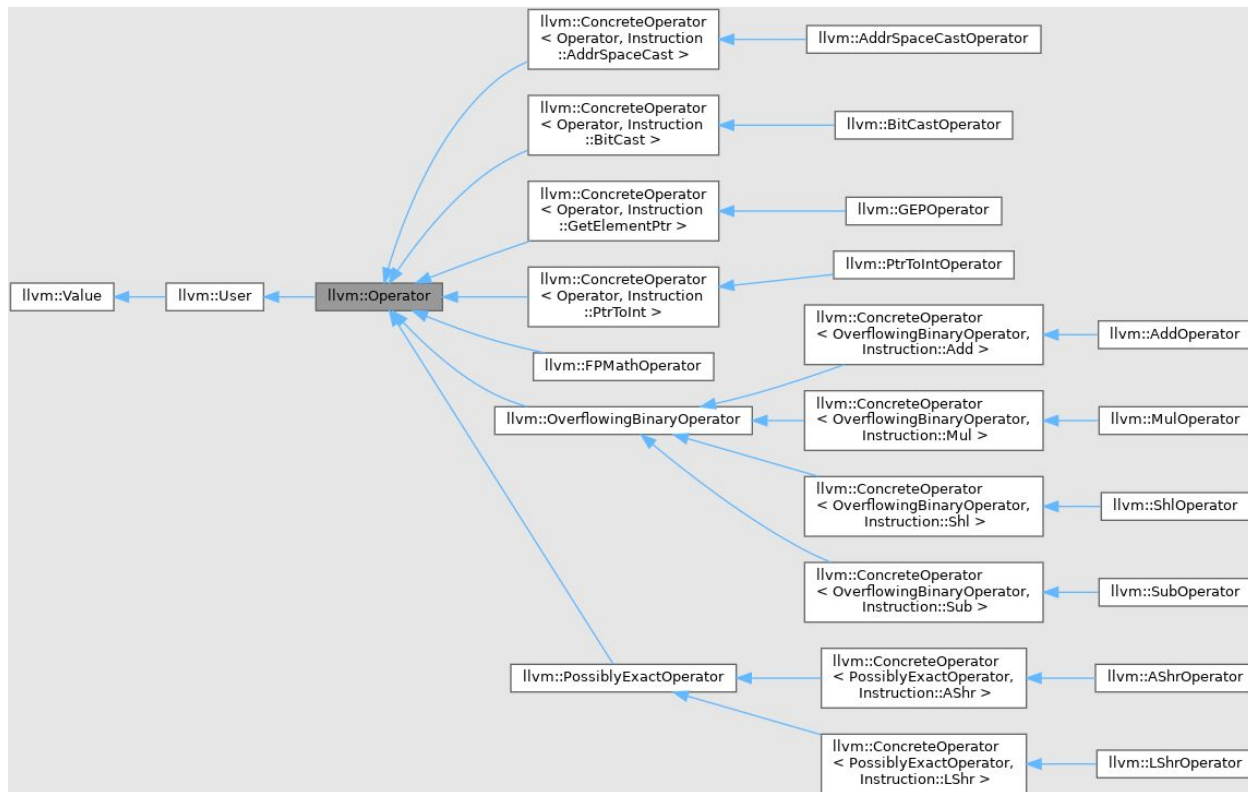 llvm::ConcreteOperator
< Operator, Instruction
::AddrSpaceCast >
llvm::AddrSpaceCastOperator
llvm::ConcreteOperator
< Operator, Instruction
::BitCast >
llvm::BitCastOperator
llvm::ConcreteOperator
< Operator, Instruction
::GetElementPtr >
llvm::GEPOperator
llvm::Value
llvm::User
llvm::Operator
llvm::ConcreteOperator
< Operator, Instruction
::PtrToInt >
llvm::PtrToIntOperator
llvm::FPMathOperator
llvm::OverflowingBinaryOperator
llvm::ConcreteOperator
< OverflowingBinaryOperator,
Instruction::Add >
llvm::AddOperator
llvm::ConcreteOperator
< OverflowingBinaryOperator,
Instruction::Mul >
llvm::MulOperator
llvm::ConcreteOperator
< OverflowingBinaryOperator,
Instruction::Shl >
llvm::ShlOperator
llvm::ConcreteOperator
< OverflowingBinaryOperator,
Instruction::Sub >
llvm::SubOperator
llvm::PossiblyExactOperator
llvm::ConcreteOperator
< PossiblyExactOperator,
Instruction::AShr >
llvm::AShrOperator
llvm::ConcreteOperator
< PossiblyExactOperator,
Instruction::LShr >
llvm::LShrOperator